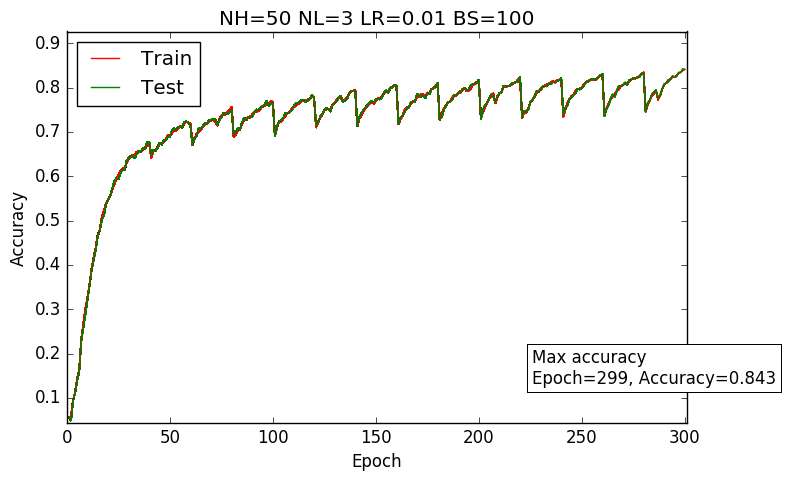 NH=50 NL=3 LR=0.01 BS=100
0.9
0.8
0.7
0.6
0.5
0.4
0.3
0.2
0.1
Accuracy
Train
Test
Max accuracy
Epoch=299, Accuracy=0.843
0 50 100 150 200 250 300
Epoch